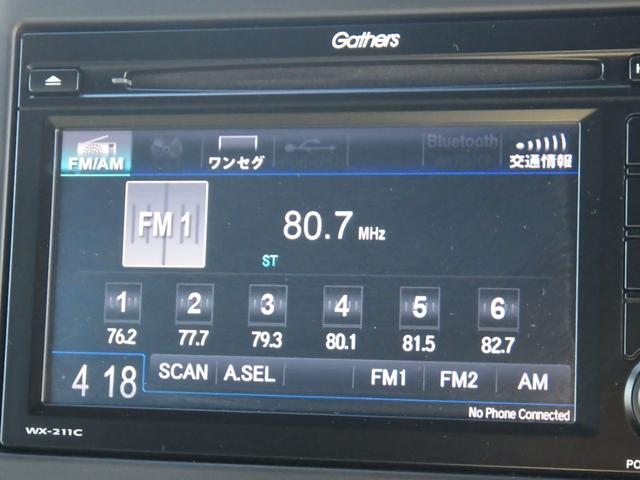 Gathers
FM/AM
ワンセグ
Bluetooth
交通情報
FM 1
80.7 MHz
ST
1 2 3 4 5 6
76.2 77.7 79.3 80.1 81.5 82.7
4 18 SCAN A.SEL FM1 FM2 AM
No Phone Connected
WX-211C
PO